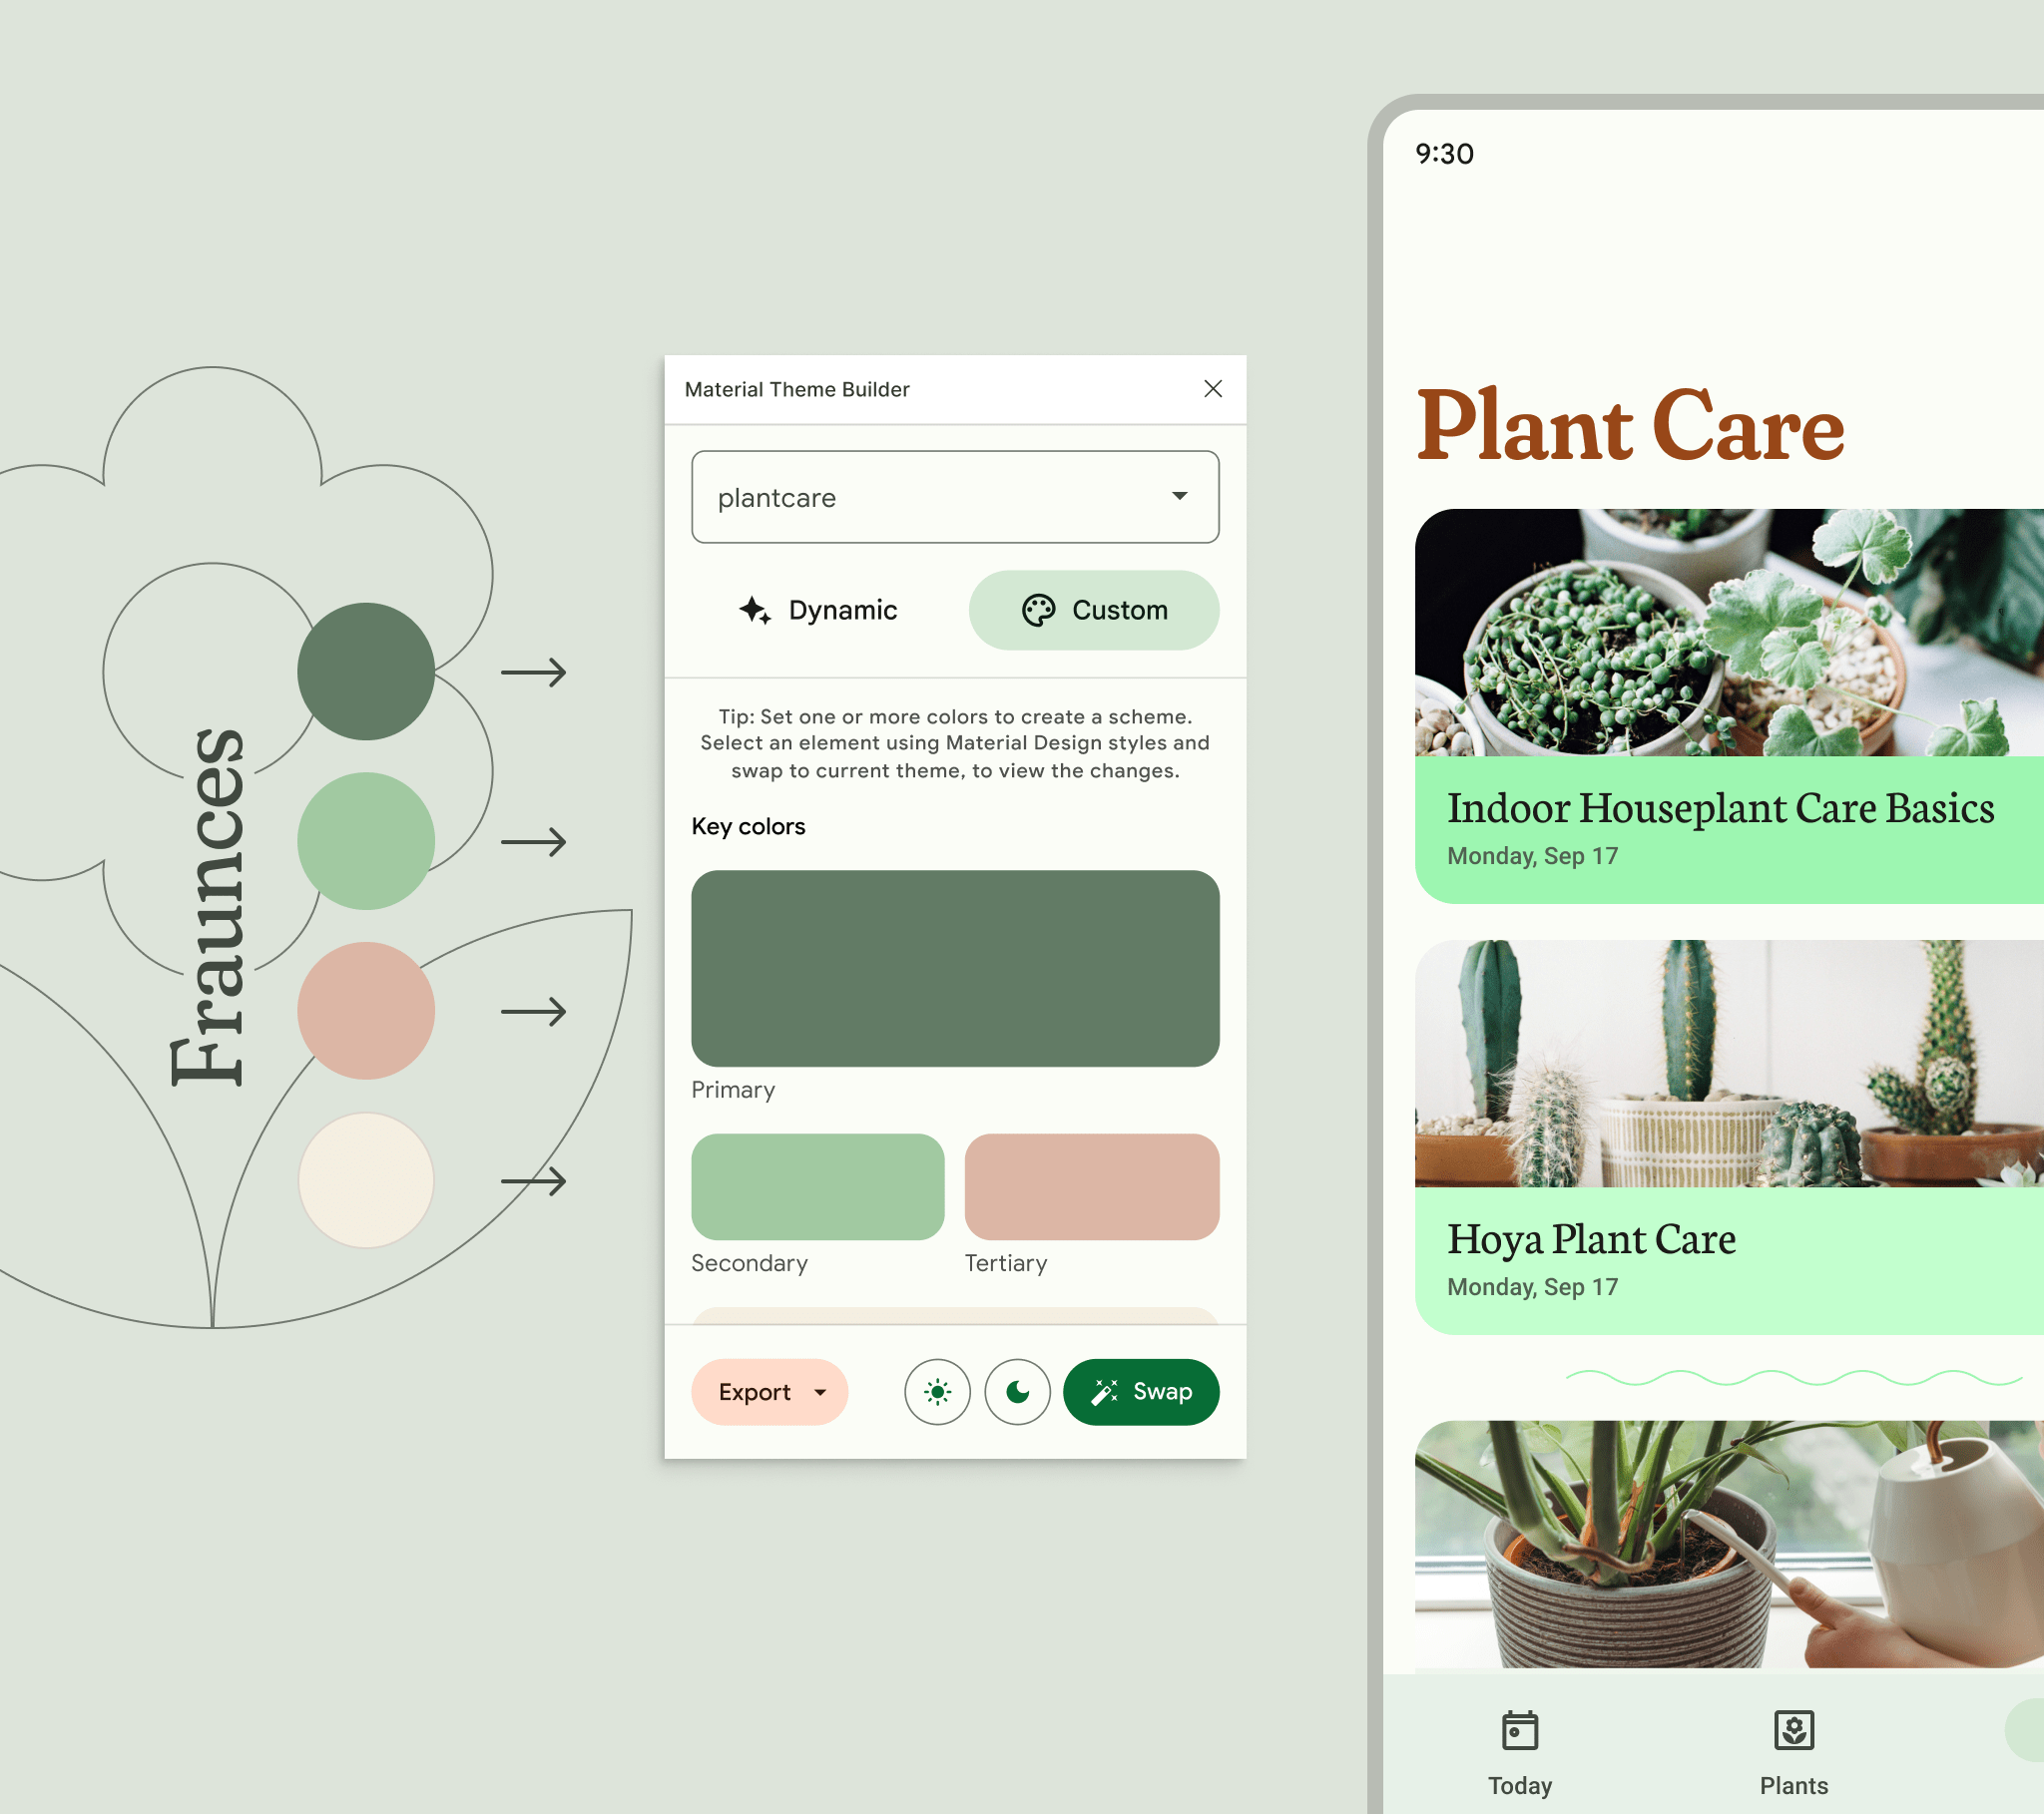 Fraunces
Material Theme Builder
plantcare
Dynamic
Custom
Tip: Set one or more colors to create a scheme.
Select an element using Material Design styles and
swap to current theme, to view the changes.
Key colors
Primary
Secondary
Tertiary
Export
Swap
9:30
Plant Care
Indoor Houseplant Care Basics
Monday, Sep 17
Hoya Plant Care
Monday, Sep 17
Today
Plants